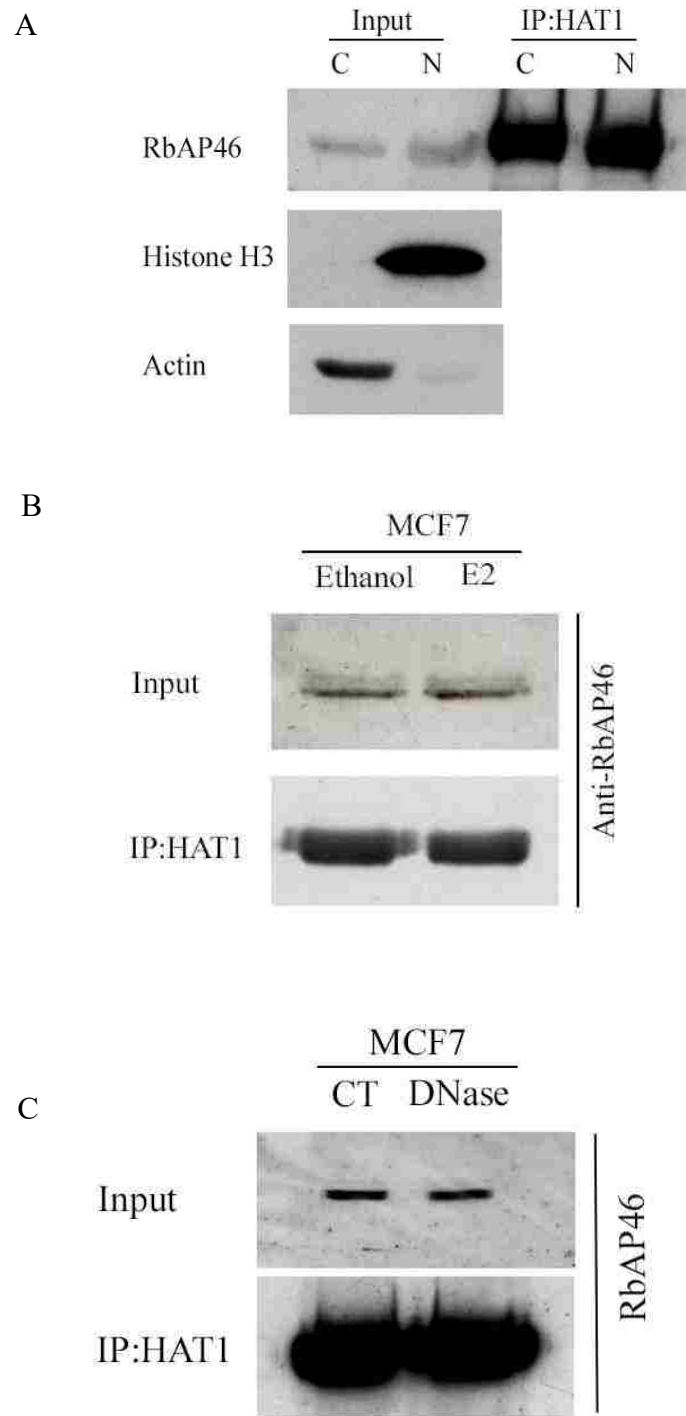 A
Input IP:HAT1
C N C N
RbAP46
Histone H3
Actin
B
MCF7
Ethanol E2
Input
IP:HAT1
Anti-RbAP46
C
MCF7
CT DNase
Input
IP:HAT1
RbAP46